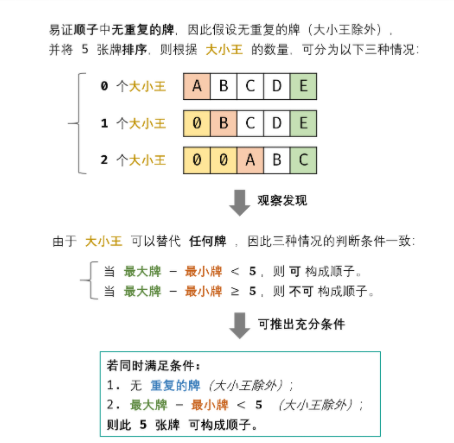 易证顺子中无重复的牌，因此假设无重复的牌（大小王除外），
并将 5 张牌排序，则根据 大小王 的数量，可分为以下三种情况：
0 个大小王 A B C D E
1 个大小王 0 B C D E
2 个大小王 0 0 A B C
观察发现
由于 大小王 可以替代 任何牌 ，因此三种情况的判断条件一致：
当 最大牌 - 最小牌 < 5 ，则 可 构成顺子。
当 最大牌 - 最小牌 ≥ 5 ，则 不可 构成顺子。
可推出充分条件
若同时满足条件：
1. 无 重复的牌（大小王除外）；
2. 最大牌 - 最小牌 < 5 （大小王除外）；
则此 5 张牌 可构成顺子。